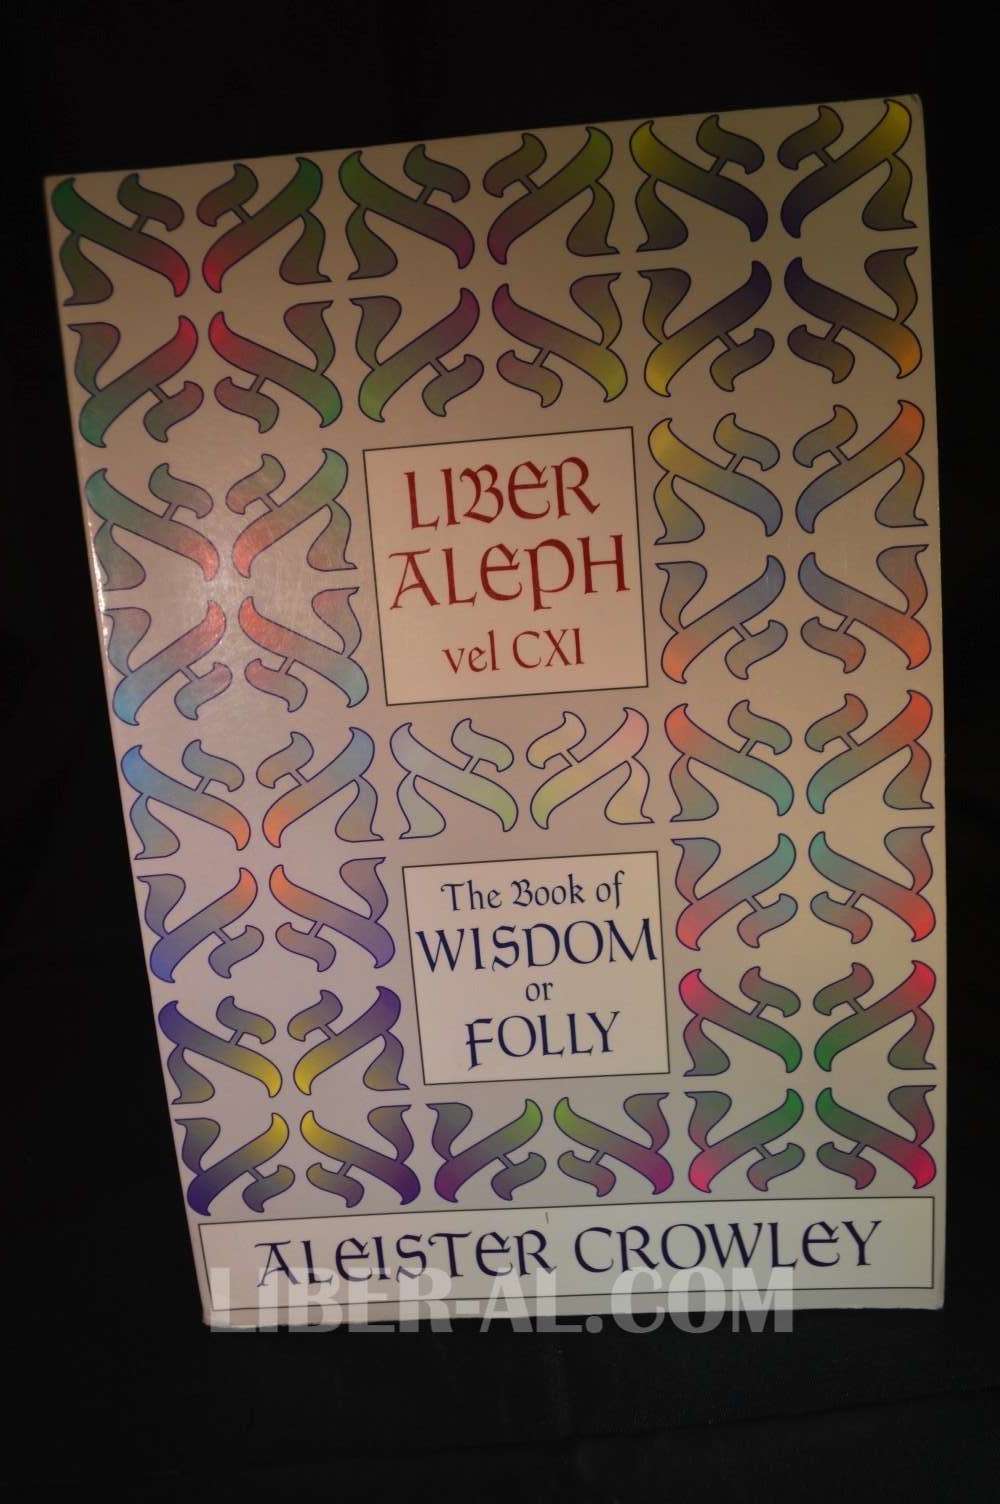 LIBER
ALEPH
vel CXI
The Book of
WISDOM
or
FOLLY
ALEISTER CROWLEY
LIBER-AL.COM